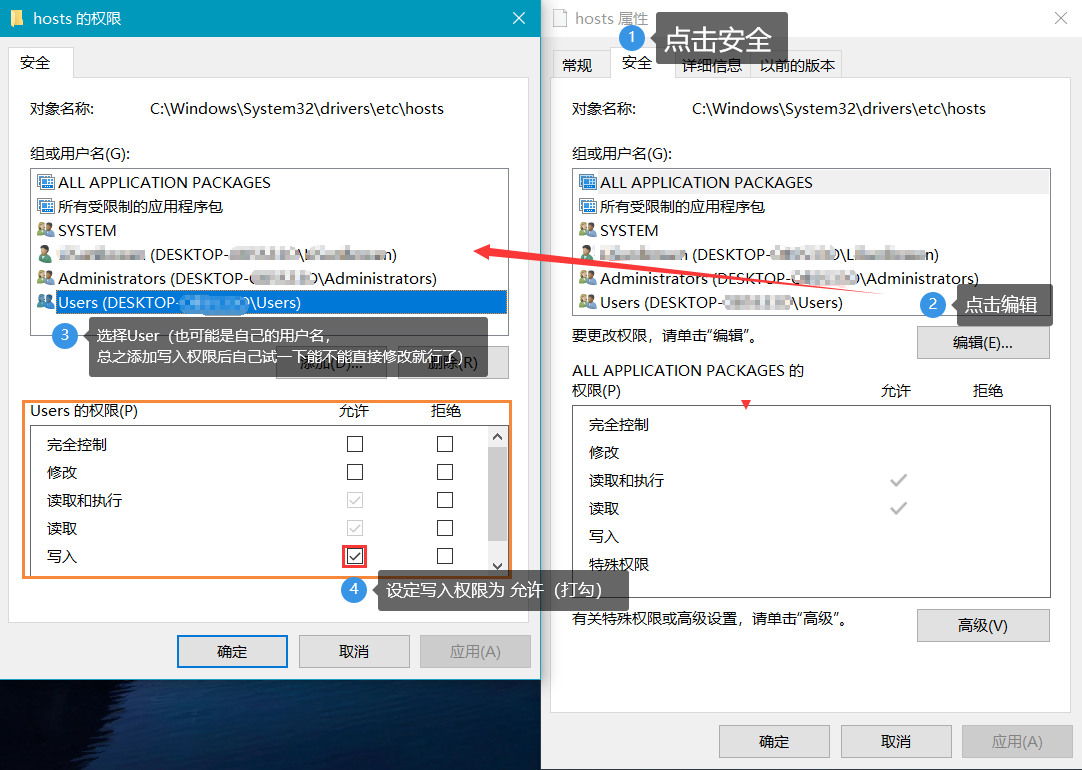 hosts 的权限
安全
对象名称:
C:\Windows\System32\drivers\etc\hosts
组或用户名(G):
ALL APPLICATION PACKAGES
所有受限制的应用程序包
SYSTEM
(DESKTOP-
Administrators (DESKTOP-
\Administrators)
Users (DESKTOP-
\Users)
3
选择User（也可能是自己的用户名，
总之添加写入权限后自己试一下能不能直接修改就行了）
添加(D)...
删除(R)
Users 的权限(P)
允许
拒绝
完全控制
修改
读取和执行
读取
写入
4
设定写入权限为 允许（打勾）
确定
取消
应用(A)
hosts 属性
1
点击安全
常规
安全
详细信息
以前的版本
对象名称:
C:\Windows\System32\drivers\etc\hosts
组或用户名(G):
ALL APPLICATION PACKAGES
所有受限制的应用程序包
SYSTEM
(DESKTOP-
Administrators (DESKTOP-
\Administrators)
Users (DESKTOP-
\Users)
2
点击编辑
要更改权限，请单击“编辑”。
编辑(E)...
ALL APPLICATION PACKAGES 的
权限(P)
允许
拒绝
完全控制
修改
读取和执行
读取
写入
特殊权限
有关特殊权限或高级设置，请单击“高级”。
高级(V)
确定
取消
应用(A)